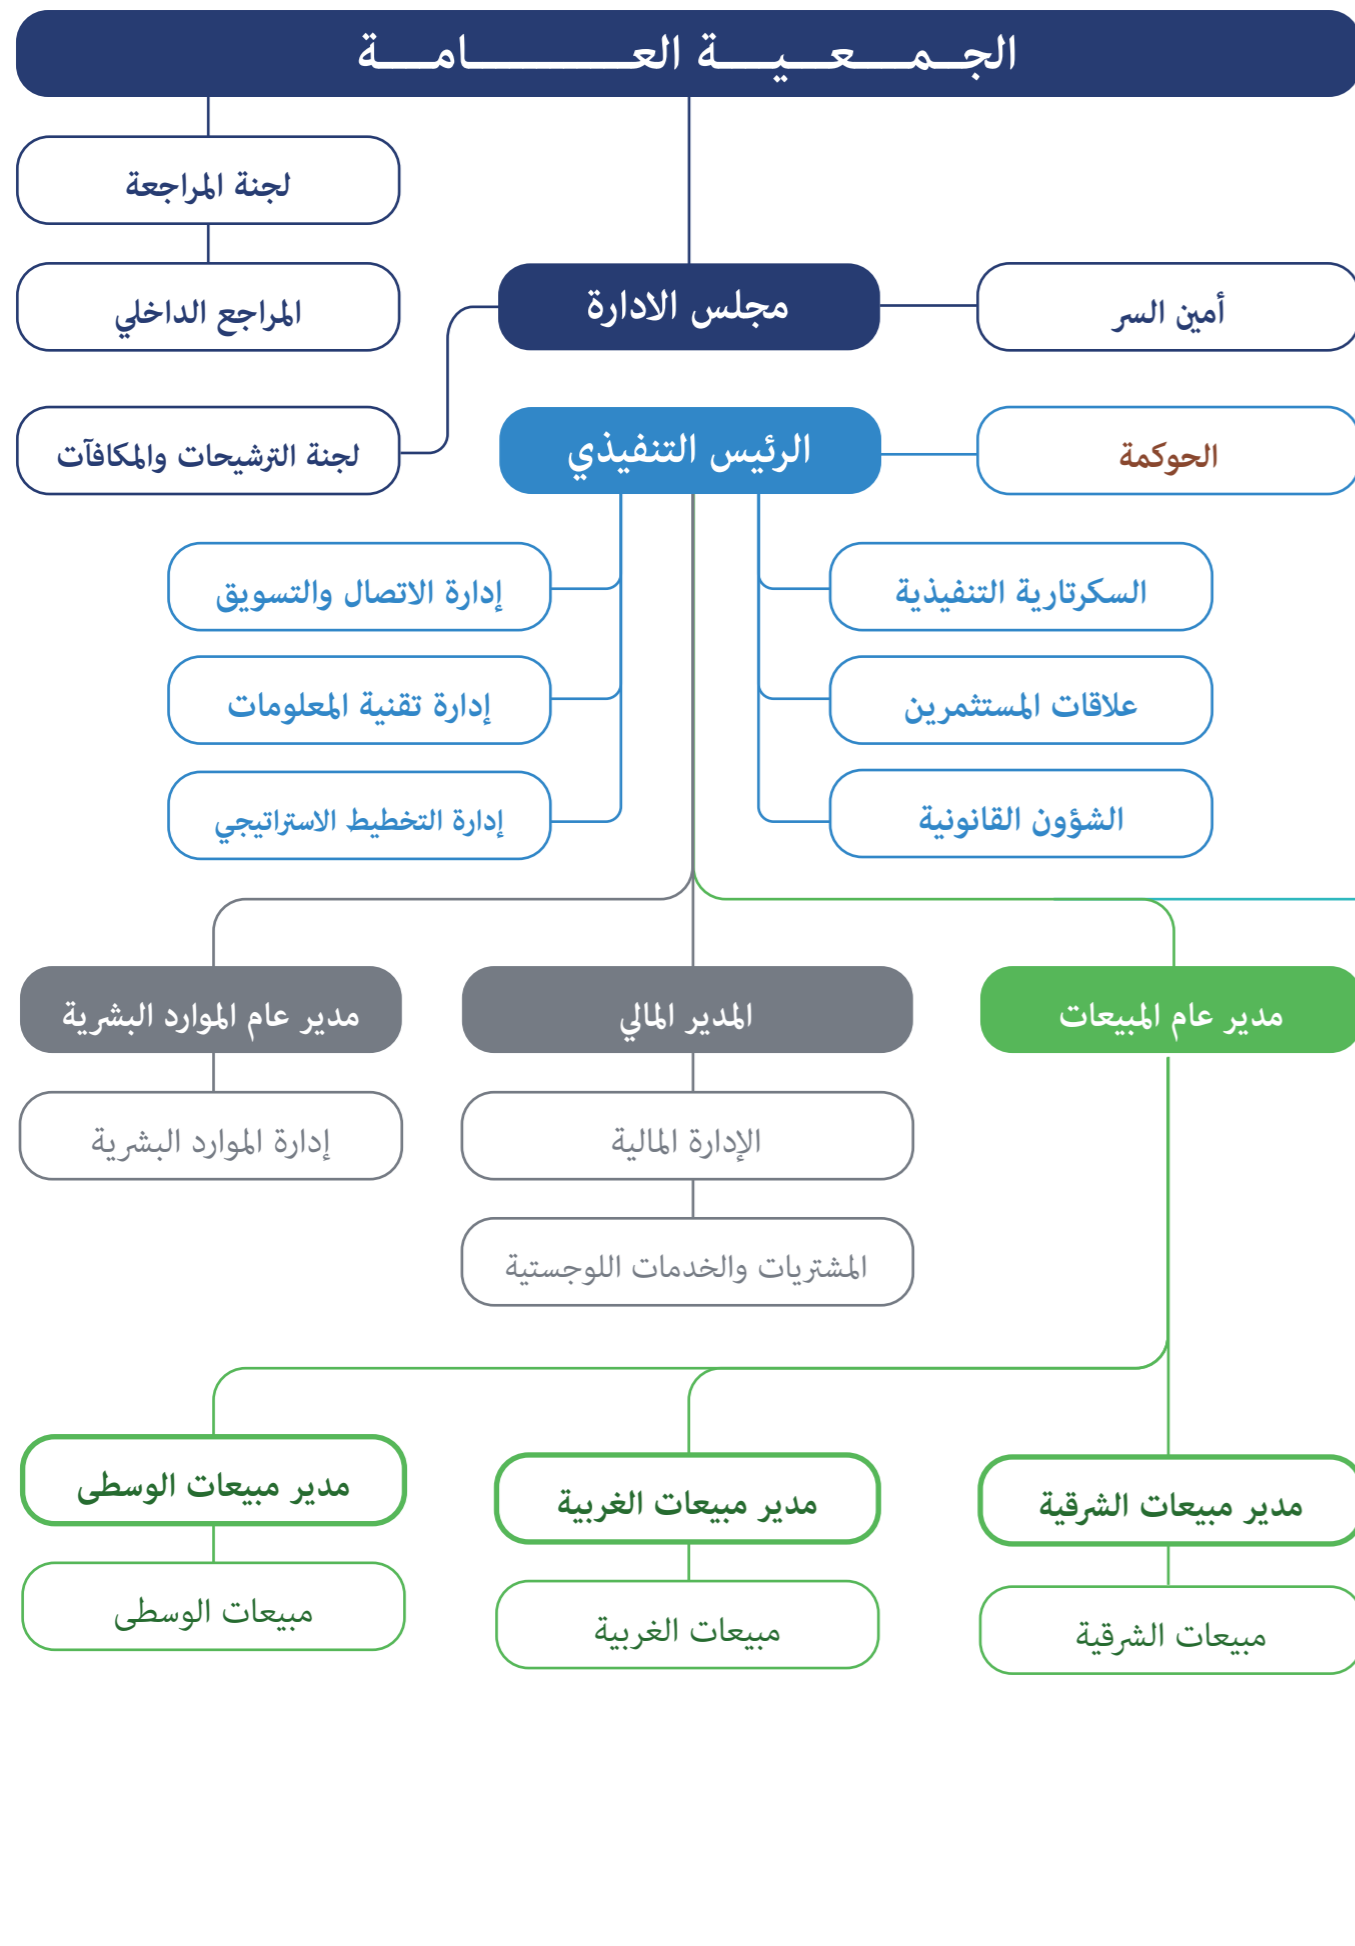 الجـمـعـيـة العـامـة
لجنة المراجعة
أمين السر
مجلس الادارة
المراجع الداخلي
الحوكمة
الرئيس التنفيذي
لجنة الترشيحات والمكافآت
السكرتارية التنفيذية
إدارة الاتصال والتسويق
علاقات المستثمرين
إدارة تقنية المعلومات
الشؤون القانونية
إدارة التخطيط الاستراتيجي
مدير عام المبيعات
المدير المالي
مدير عام الموارد البشرية
الإدارة المالية
إدارة الموارد البشرية
المشتريات والخدمات اللوجستية
مدير مبيعات الشرقية
مدير مبيعات الغربية
مدير مبيعات الوسطى
مبيعات الشرقية
مبيعات الغربية
مبيعات الوسطى